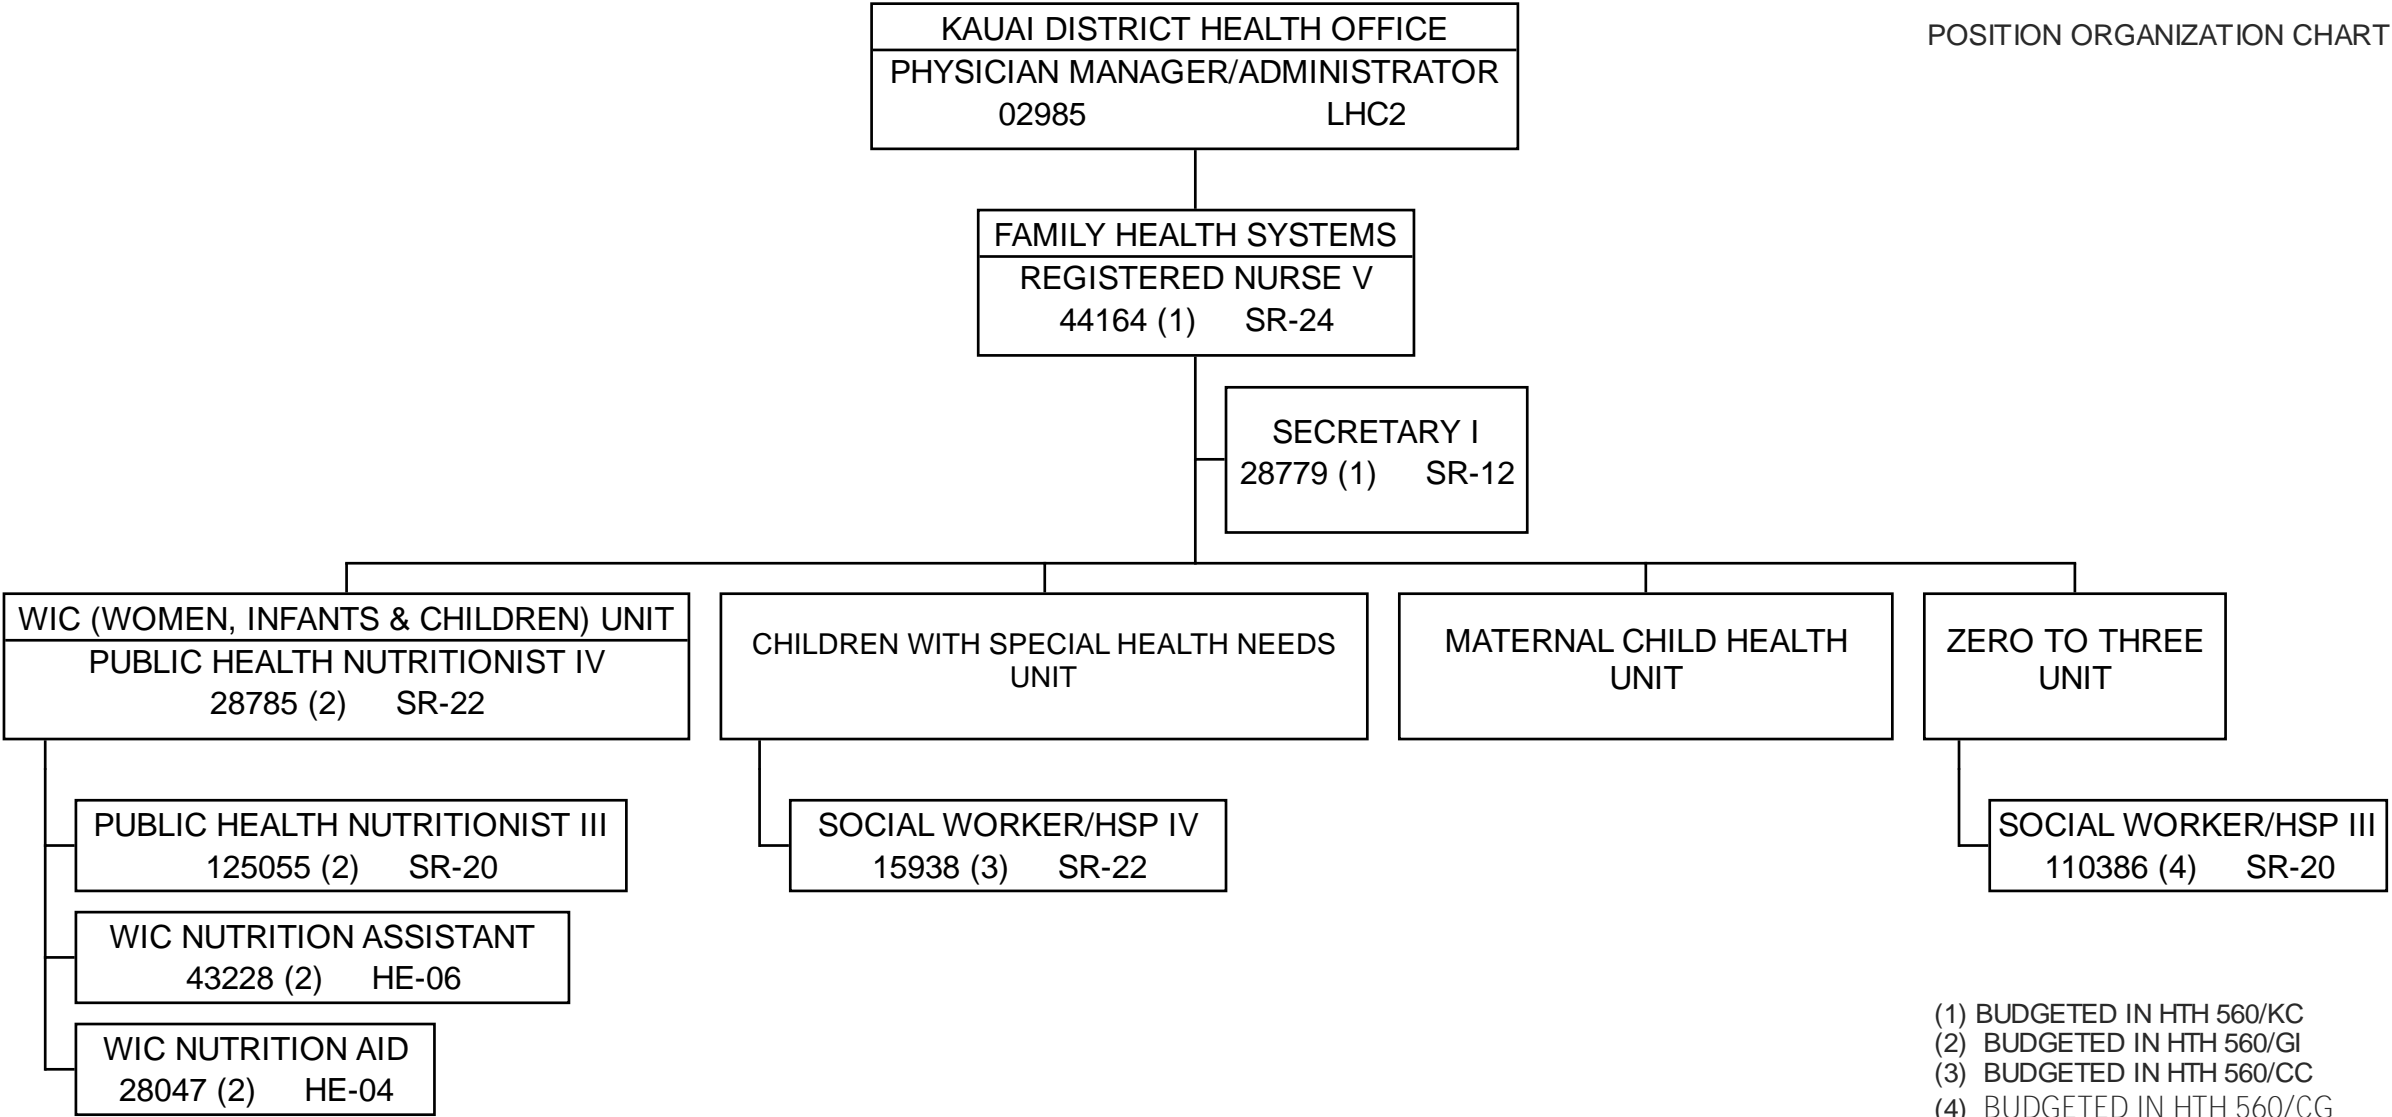 KAUAI DISTRICT HEALTH OFFICE
PHYSICIAN MANAGER/ADMINISTRATOR
02985 LHC2
POSITION ORGANIZATION CHART
FAMILY HEALTH SYSTEMS
REGISTERED NURSE V
44164 (1) SR-24
SECRETARY I
28779 (1) SR-12
WIC (WOMEN, INFANTS & CHILDREN) UNIT
PUBLIC HEALTH NUTRITIONIST IV
28785 (2) SR-22
CHILDREN WITH SPECIAL HEALTH NEEDS
UNIT
MATERNAL CHILD HEALTH
UNIT
ZERO TO THREE
UNIT
PUBLIC HEALTH NUTRITIONIST III
125055 (2) SR-20
WIC NUTRITION ASSISTANT
43228 (2) HE-06
WIC NUTRITION AID
28047 (2) HE-04
SOCIAL WORKER/HSP IV
15938 (3) SR-22
SOCIAL WORKER/HSP III
110386 (4) SR-20
(1) BUDGETED IN HTH 560/KC
(2) BUDGETED IN HTH 560/GI
(3) BUDGETED IN HTH 560/CC
(4) BUDGETED IN HTH 560/CG